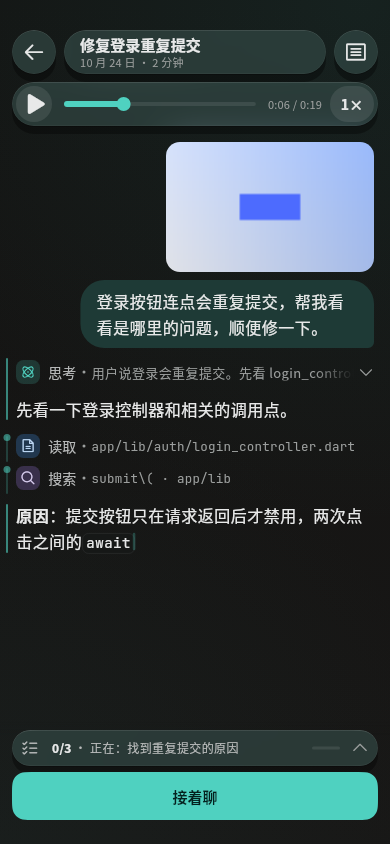 修复登录重复提交
10 月 24 日 · 2 分钟
0:06 / 0:19
1×
登录按钮连点会重复提交，帮我看
看是哪里的问题，顺便修一下。
思考 · 用户说登录会重复提交。先看 login_contro
先看一下登录控制器和相关的调用点。
读取 · app/lib/auth/login_controller.dart
搜索 · submit\( · app/lib
原因：提交按钮只在请求返回后才禁用，两次点
击之间的 await
0/3 · 正在：找到重复提交的原因
接着聊